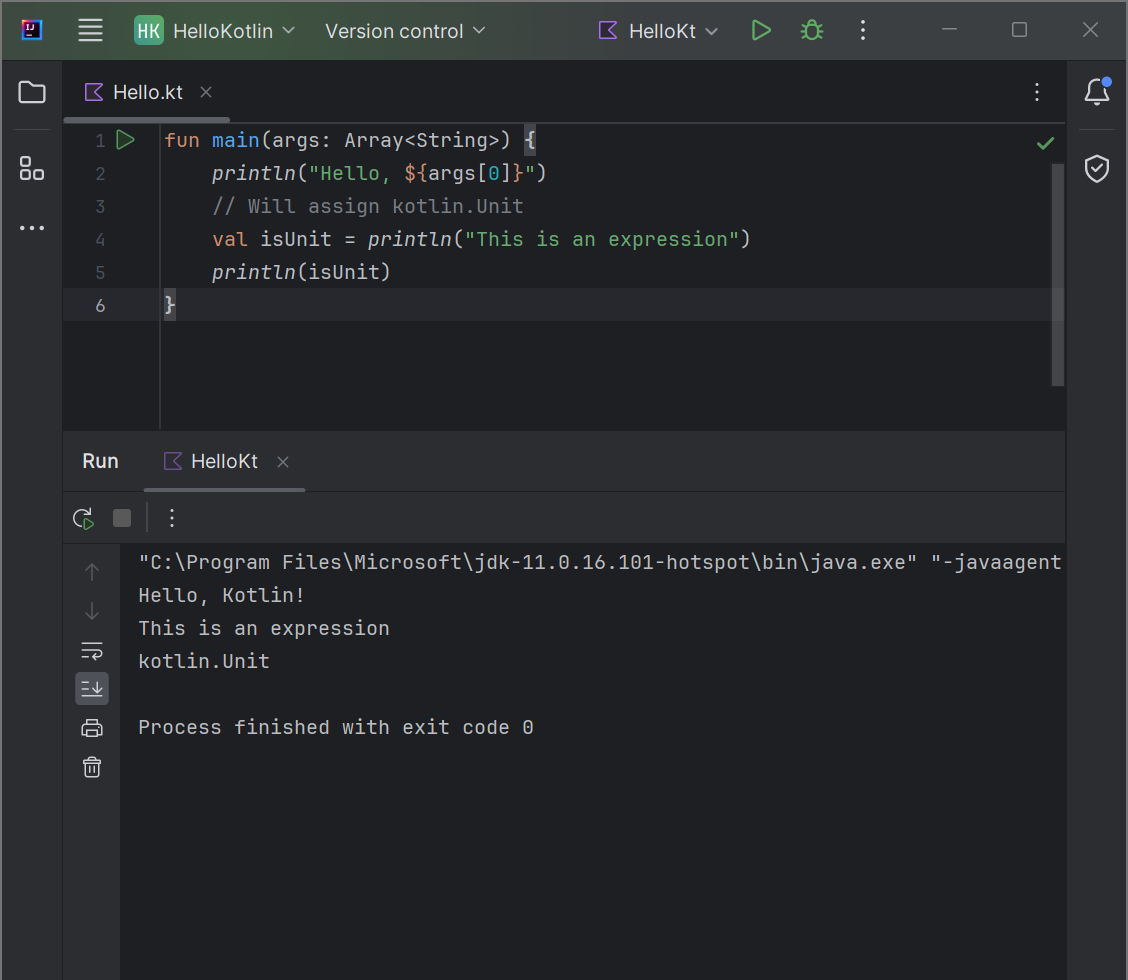 IJ HK HelloKotlin Version control HelloKt
Hello.kt
1 fun main(args: Array<String>) {
2 println("Hello, ${args[0]}")
3 // Will assign kotlin.Unit
4 val isUnit = println("This is an expression")
5 println(isUnit)
6 }
Run HelloKt
"C:\Program Files\Microsoft\jdk-11.0.16.101-hotspot\bin\java.exe" "-javaagent
Hello, Kotlin!
This is an expression
kotlin.Unit
Process finished with exit code 0